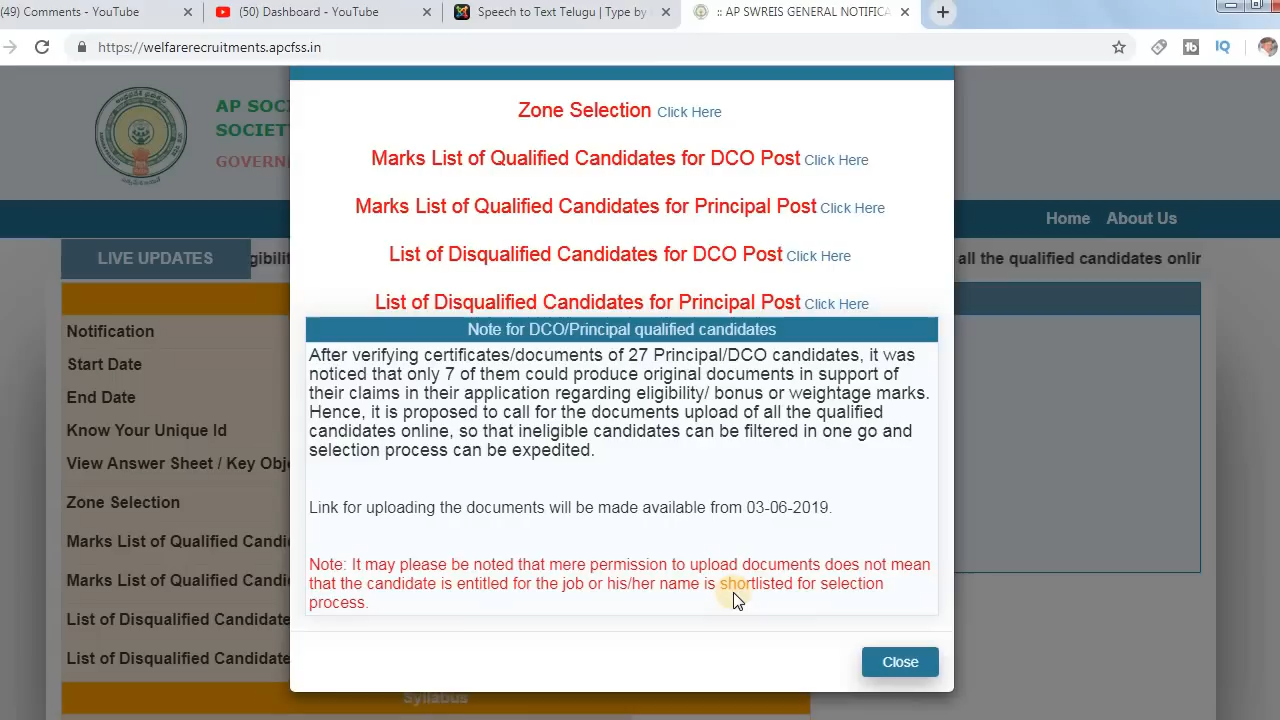 (49) Comments - YouTube
(50) Dashboard - YouTube
Speech to Text Telugu | Type by
:: AP SWREIS GENERAL NOTIFICA
https://welfarerecruitments.apcfss.in
tb
IQ
AP SOCI
SOCIETY
GOVERN
Zone Selection Click Here
Marks List of Qualified Candidates for DCO Post Click Here
Marks List of Qualified Candidates for Principal Post Click Here
List of Disqualified Candidates for DCO Post Click Here
List of Disqualified Candidates for Principal Post Click Here
Home About Us
LIVE UPDATES
gibility
all the qualified candidates onlin
Notification
Start Date
End Date
Know Your Unique Id
View Answer Sheet / Key Obje
Zone Selection
Marks List of Qualified Candi
Marks List of Qualified Candi
List of Disqualified Candidate
List of Disqualified Candidate
Syllabus
Note for DCO/Principal qualified candidates
After verifying certificates/documents of 27 Principal/DCO candidates, it was
noticed that only 7 of them could produce original documents in support of
their claims in their application regarding eligibility/ bonus or weightage marks.
Hence, it is proposed to call for the documents upload of all the qualified
candidates online, so that ineligible candidates can be filtered in one go and
selection process can be expedited.
Link for uploading the documents will be made available from 03-06-2019.
Note: It may please be noted that mere permission to upload documents does not mean
that the candidate is entitled for the job or his/her name is shortlisted for selection
process.
Close